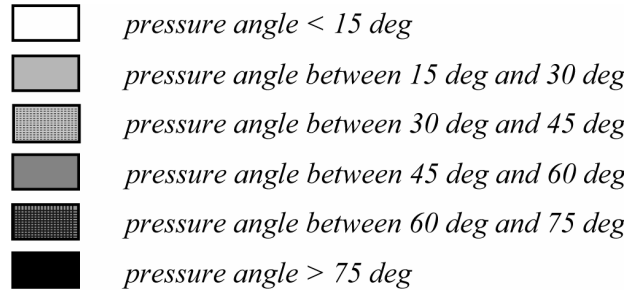 pressure angle < 15 deg
pressure angle between 15 deg and 30 deg
pressure angle between 30 deg and 45 deg
pressure angle between 45 deg and 60 deg
pressure angle between 60 deg and 75 deg
pressure angle > 75 deg